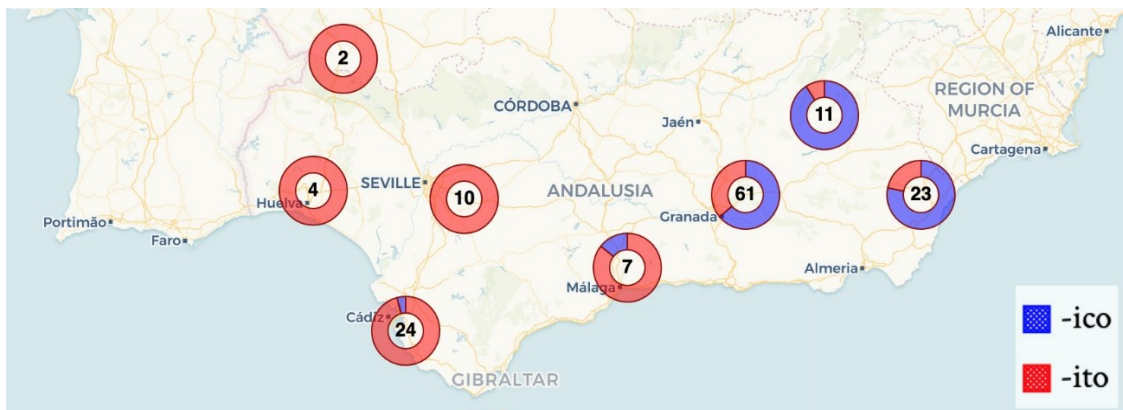 Alicante
2
REGION OF
MURCIA
CÓRDOBA
11
Jaén
Cartagena
SEVILLE
4
10
ANDALUSIA
61
23
Huelva
Granada
Portimão
Faro
7
Almeria
Málaga
Cádiz
24
-ico
GIBRALTAR
-ito